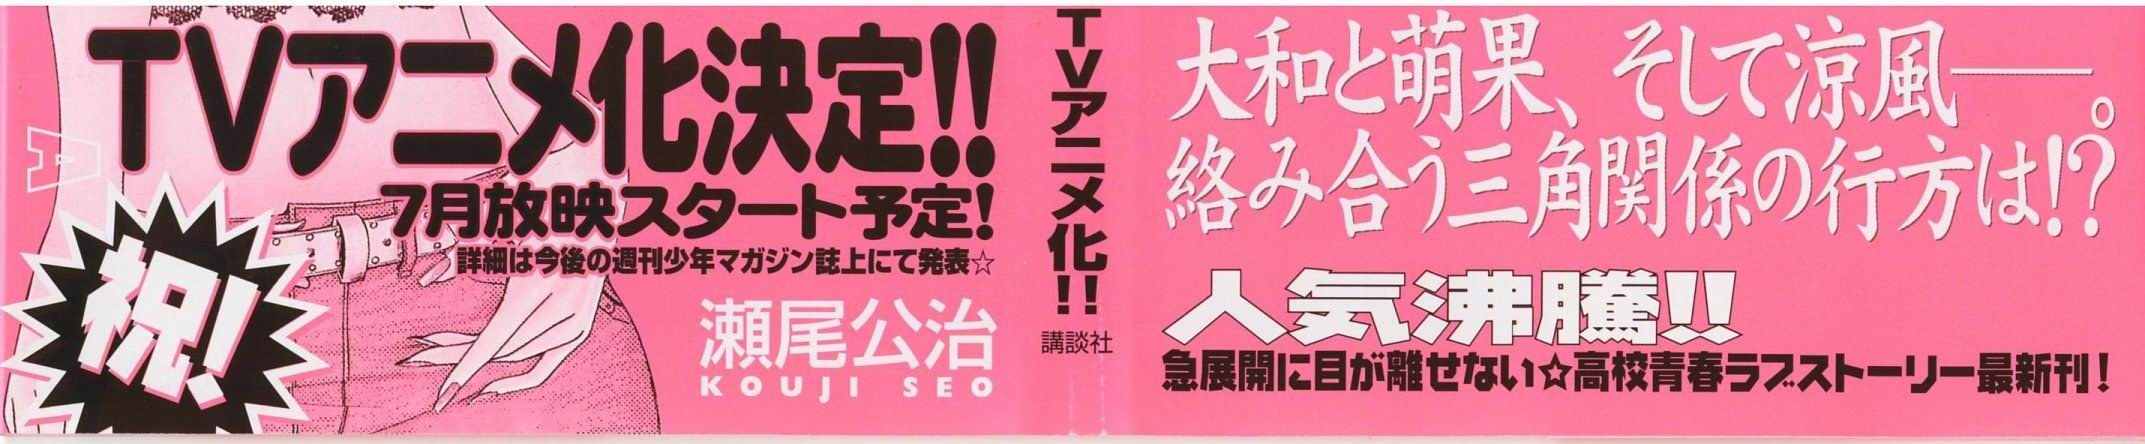 TVアニメ化決定!!
7月放映スタート予定!
詳細は今後の週刊少年マガジン誌上にて発表☆
祝!
瀬尾公治
KOUJI SEO
A
TVアニメ化!!
講談社
大和と萌果、そして涼風――。
絡み合う三角関係の行方は!?
人気沸騰!!
急展開に目が離せない☆高校青春ラブストーリー最新刊!